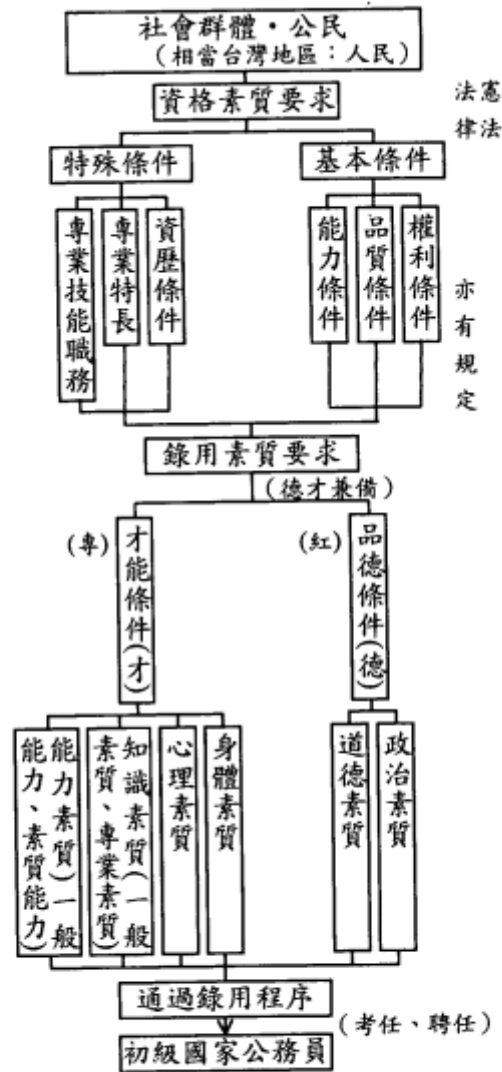 社會群體·公民
(相當台灣地區：人民)
資格素質要求
憲法
法律
亦有規定
基本條件
特殊條件
權利條件
品質條件
能力條件
資歷條件
專業特長
專業技能職務
錄用素質要求
(德才兼備)
(紅)
品德條件(德)
(專)
才能條件(才)
政治素質
道德素質
身體素質
心理素質
知識素質(一般
素質、專業素質)
能力素質)一般
能力、素質能力)
通過錄用程序
(考任、聘任)
初級國家公務員